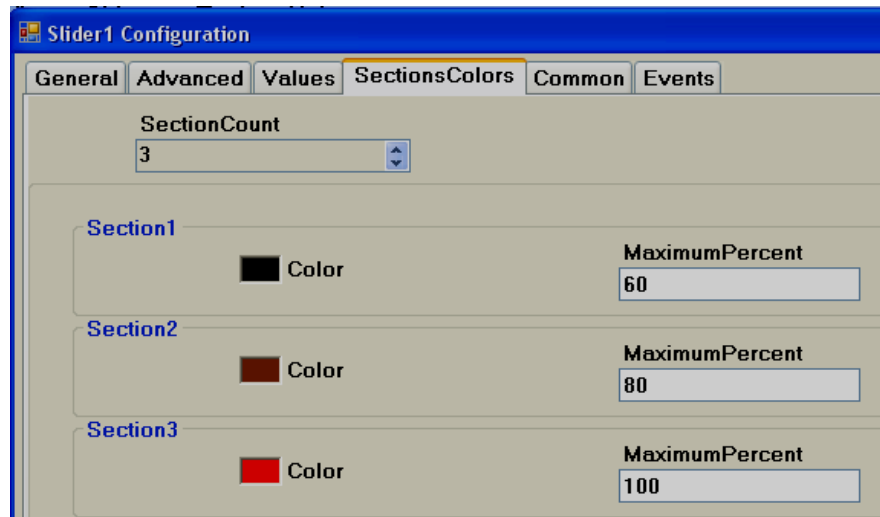 Slider1 Configuration
General Advanced Values SectionsColors Common Events
SectionCount
3
Section1
Color
MaximumPercent
60
Section2
Color
MaximumPercent
80
Section3
Color
MaximumPercent
100